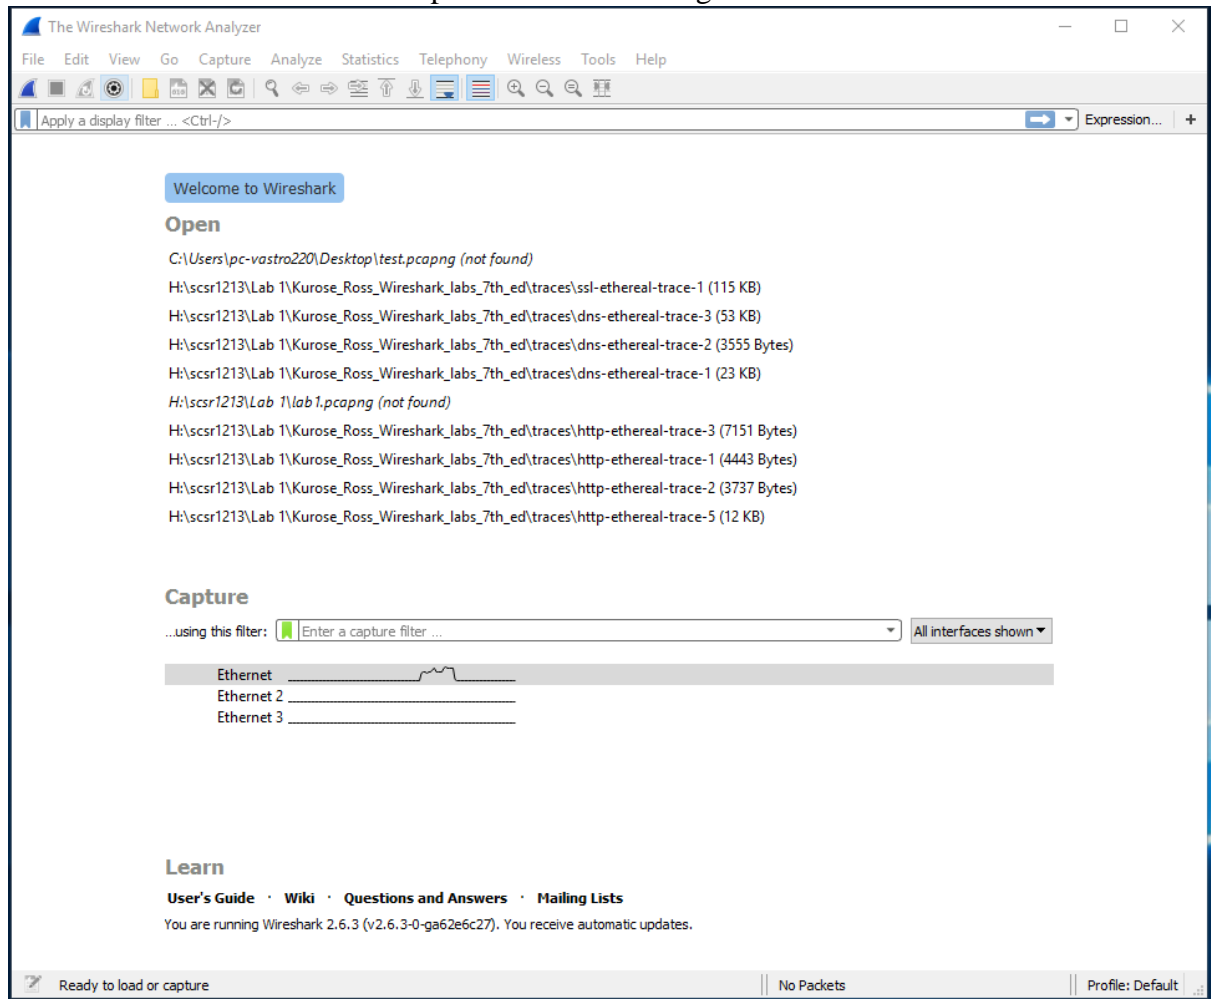 The Wireshark Network Analyzer
File Edit View Go Capture Analyze Statistics Telephony Wireless Tools Help
Apply a display filter ... <Ctrl-/>
Expression... +
Welcome to Wireshark
Open
C:\Users\pc-vastro220\Desktop\test.pcapng (not found)
H:\scsr1213\Lab 1\Kurose_Ross_Wireshark_labs_7th_ed\traces\ssl-ethereal-trace-1 (115 KB)
H:\scsr1213\Lab 1\Kurose_Ross_Wireshark_labs_7th_ed\traces\dns-ethereal-trace-3 (53 KB)
H:\scsr1213\Lab 1\Kurose_Ross_Wireshark_labs_7th_ed\traces\dns-ethereal-trace-2 (3555 Bytes)
H:\scsr1213\Lab 1\Kurose_Ross_Wireshark_labs_7th_ed\traces\dns-ethereal-trace-1 (23 KB)
H:\scsr1213\Lab 1\lab1.pcapng (not found)
H:\scsr1213\Lab 1\Kurose_Ross_Wireshark_labs_7th_ed\traces\http-ethereal-trace-3 (7151 Bytes)
H:\scsr1213\Lab 1\Kurose_Ross_Wireshark_labs_7th_ed\traces\http-ethereal-trace-1 (4443 Bytes)
H:\scsr1213\Lab 1\Kurose_Ross_Wireshark_labs_7th_ed\traces\http-ethereal-trace-2 (3737 Bytes)
H:\scsr1213\Lab 1\Kurose_Ross_Wireshark_labs_7th_ed\traces\http-ethereal-trace-5 (12 KB)
Capture
...using this filter: Enter a capture filter ... All interfaces shown
Ethernet
Ethernet 2
Ethernet 3
Learn
User's Guide · Wiki · Questions and Answers · Mailing Lists
You are running Wireshark 2.6.3 (v2.6.3-0-ga62e6c27). You receive automatic updates.
Ready to load or capture No Packets Profile: Default